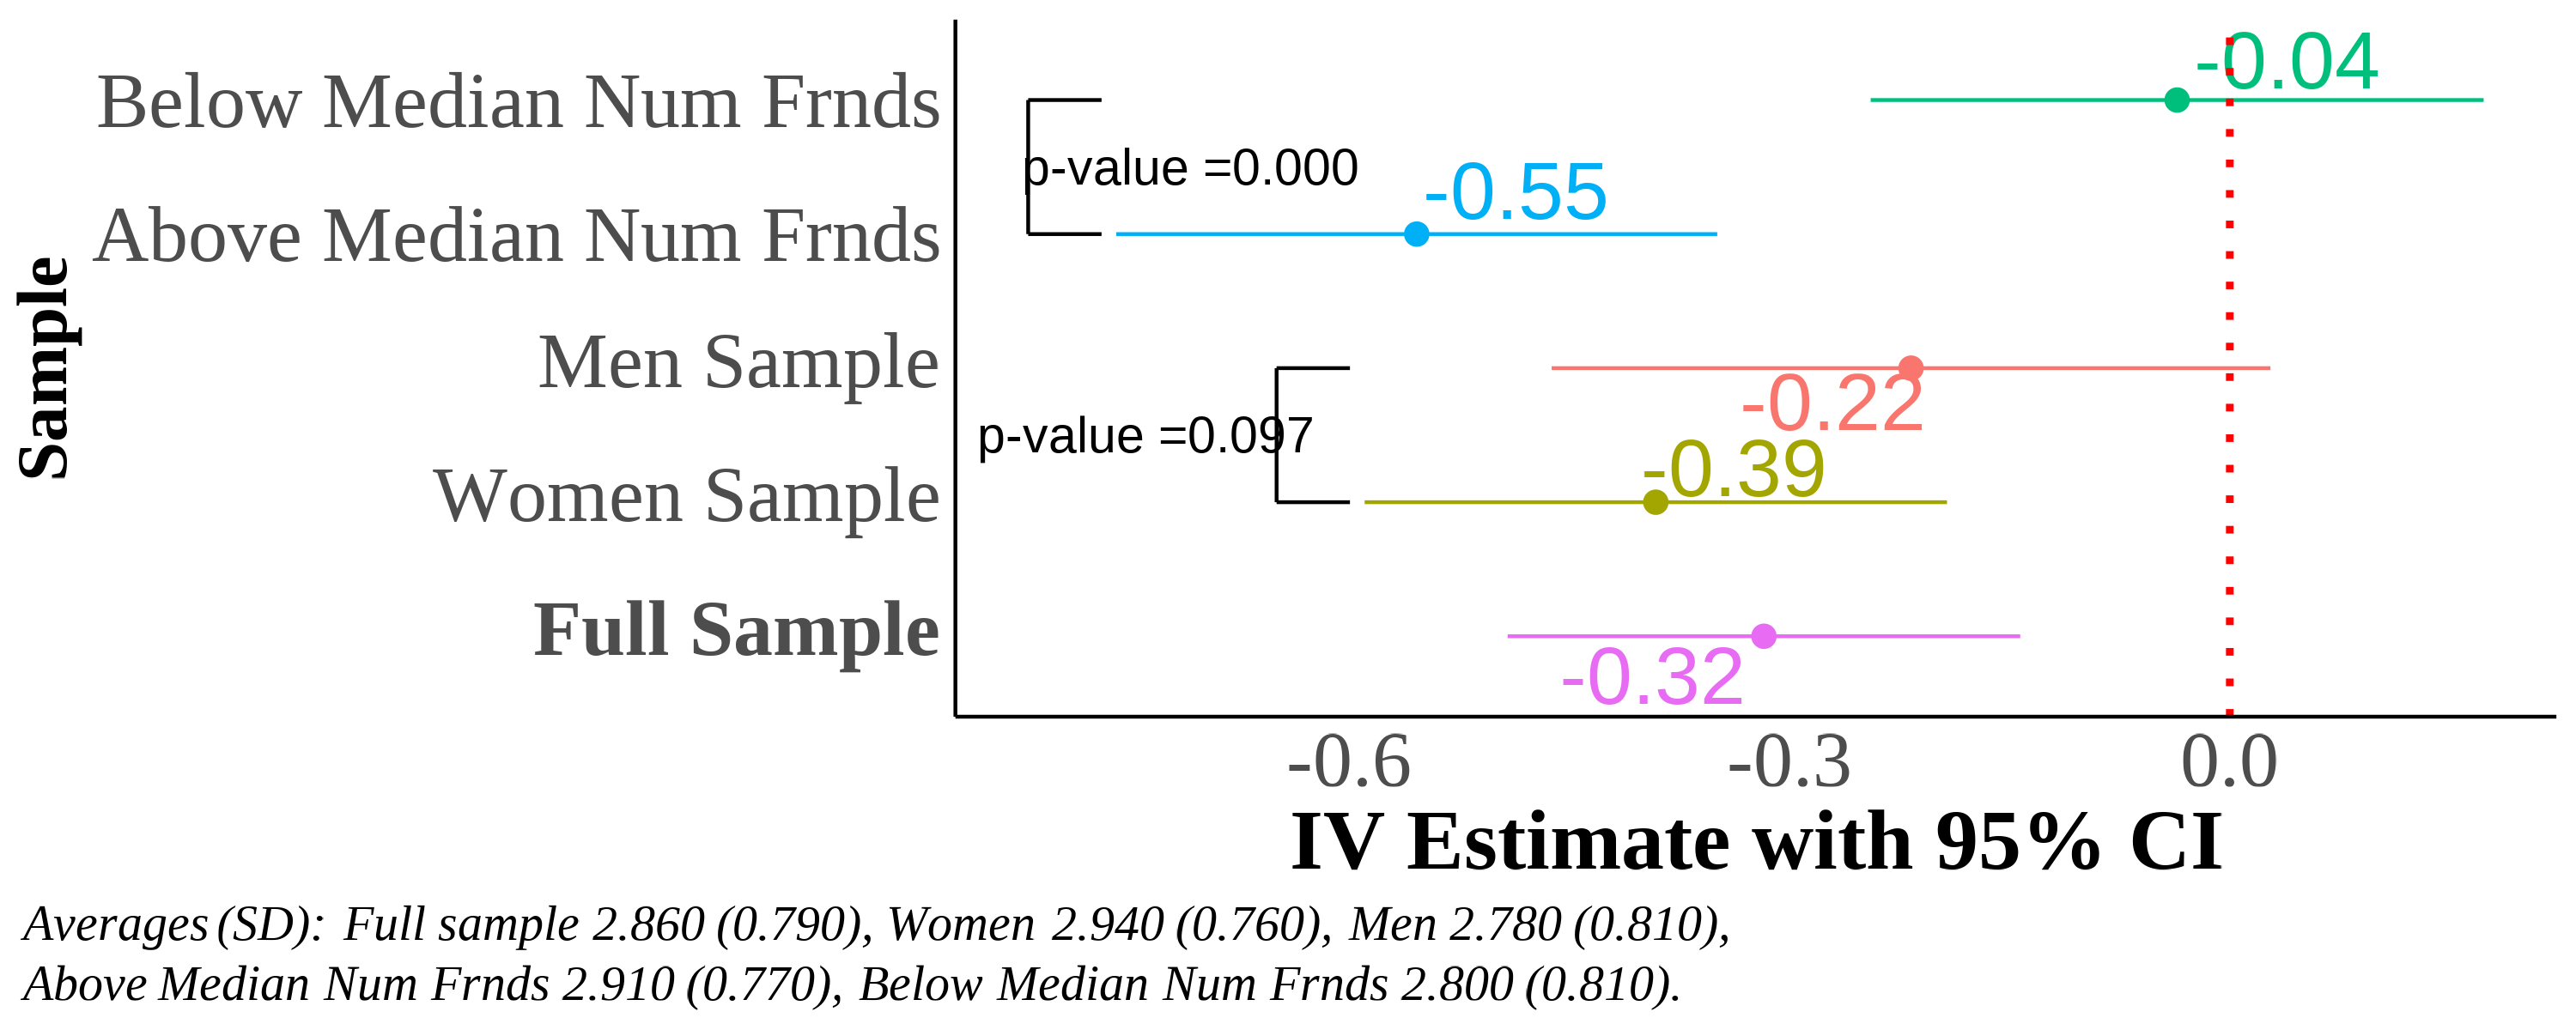 Below Median Num Frnds
-0.04
p-value =0.000
Above Median Num Frnds
-0.55
Men Sample
-0.22
p-value =0.097
Women Sample
-0.39
Full Sample
-0.32
Sample
-0.6 -0.3 0.0
IV Estimate with 95% CI
Averages (SD): Full sample 2.860 (0.790), Women 2.940 (0.760), Men 2.780 (0.810),
Above Median Num Frnds 2.910 (0.770), Below Median Num Frnds 2.800 (0.810).